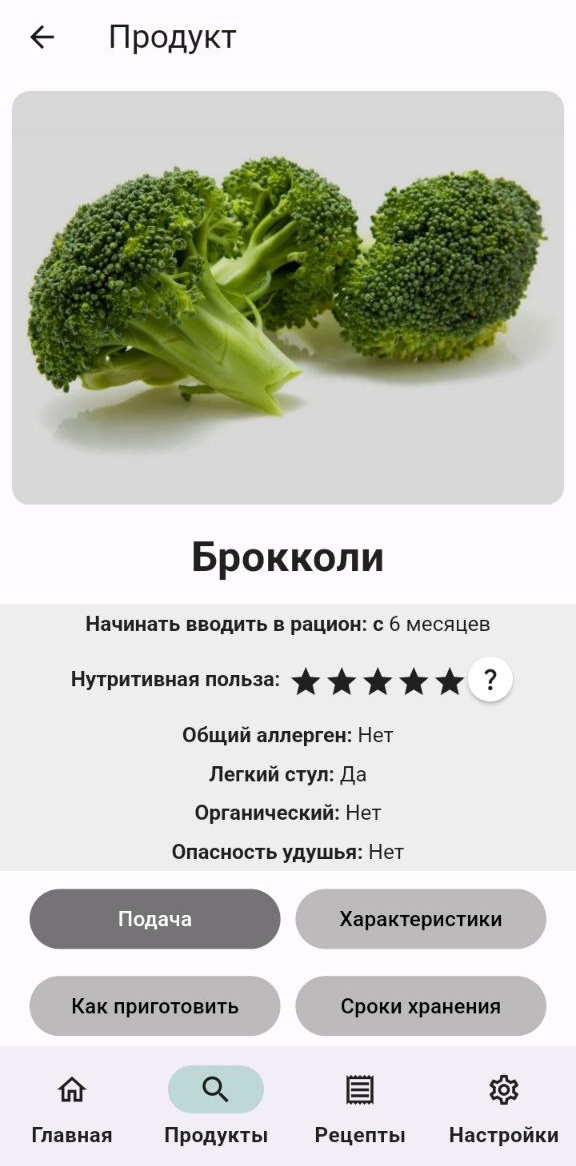 Продукт
Брокколи
Начинать вводить в рацион: с 6 месяцев
Нутритивная польза: ★★★★★ ?
Общий аллерген: Нет
Легкий стул: Да
Органический: Нет
Опасность удушья: Нет
Подача Характеристики
Как приготовить Сроки хранения
Главная Продукты Рецепты Настройки